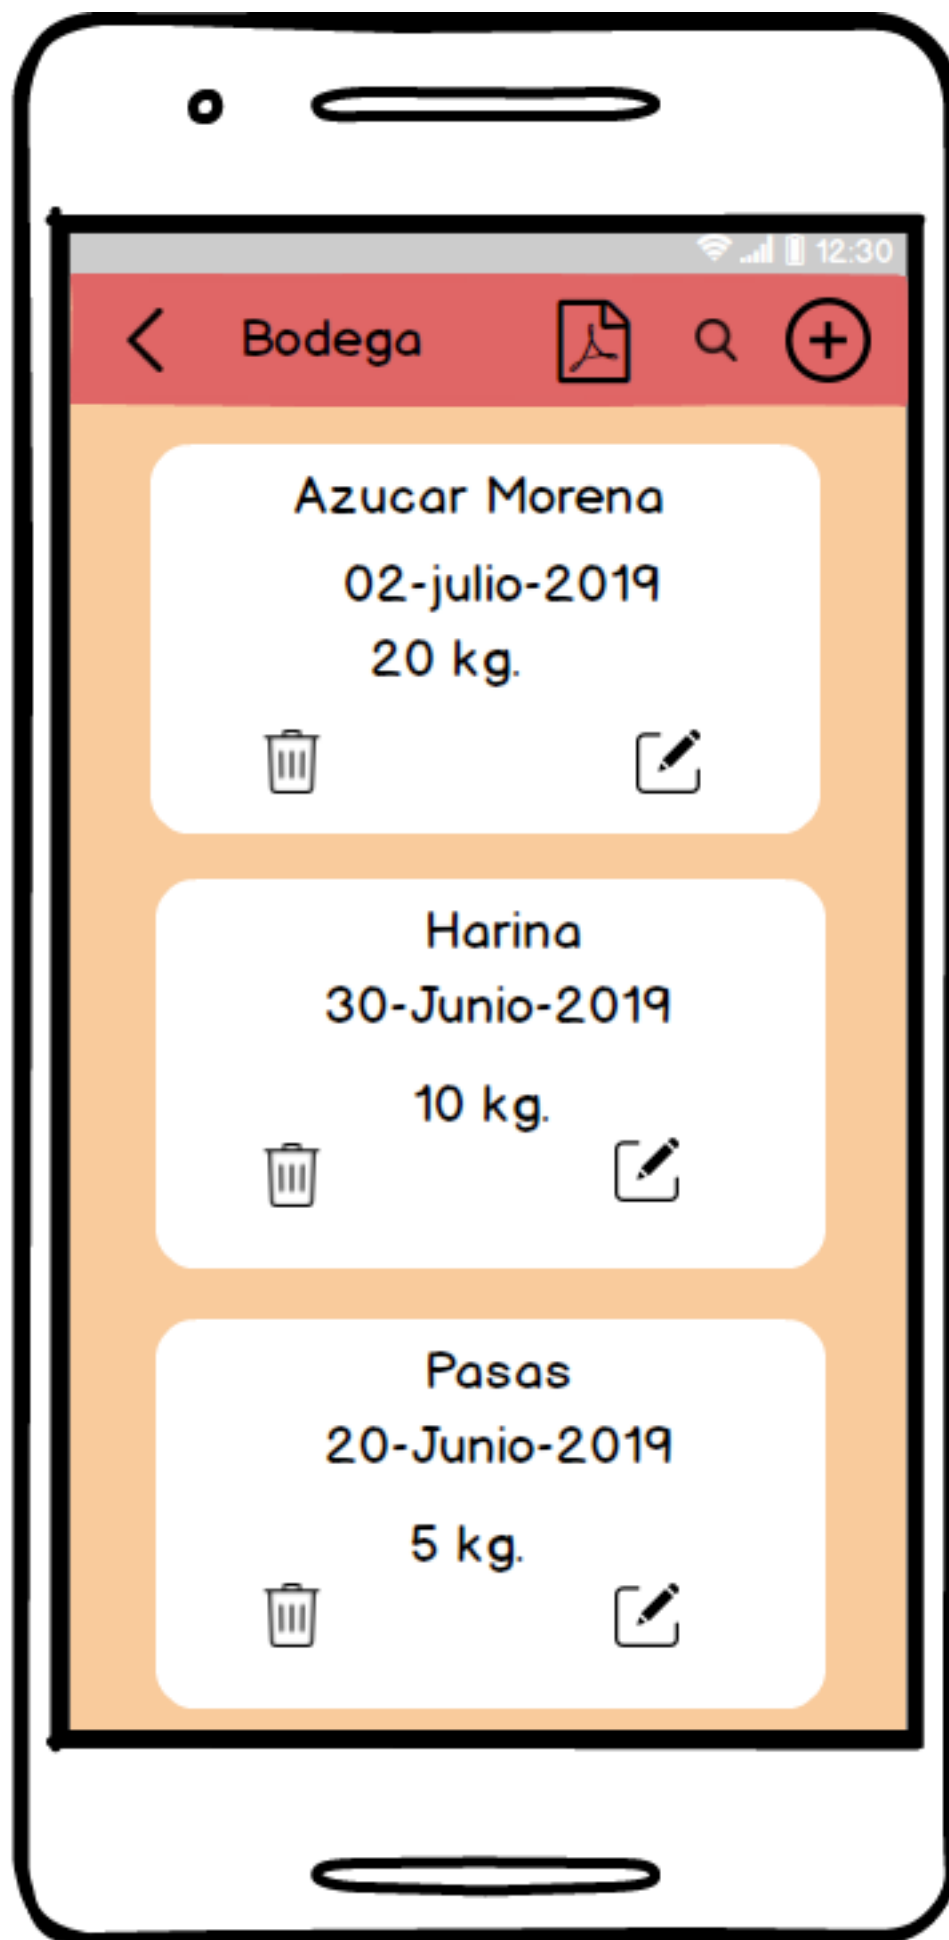 12:30
Bodega
Azucar Morena
02-julio-2019
20 kg.
Harina
30-Junio-2019
10 kg.
Pasas
20-Junio-2019
5 kg.